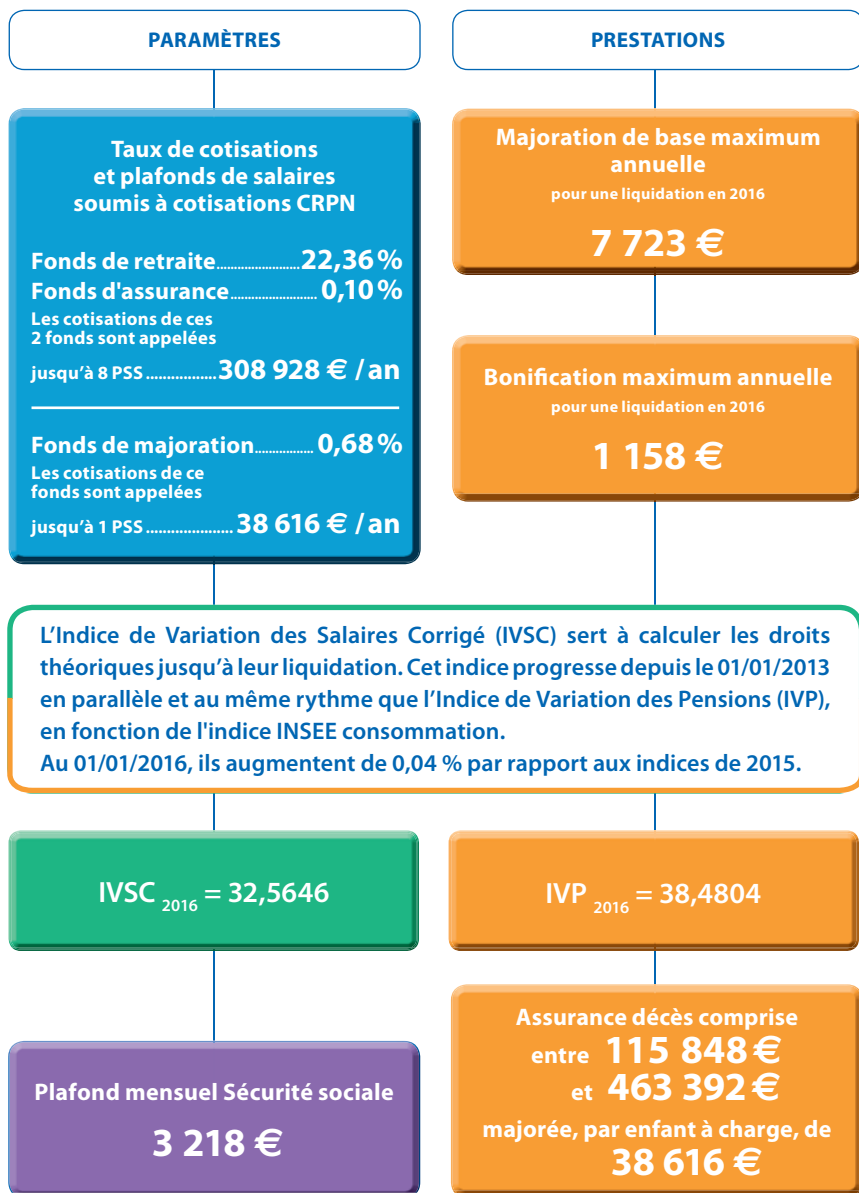 PARAMÈTRES
Taux de cotisations
et plafonds de salaires
soumis à cotisations CRPN
Fonds de retraite........................22,36 %
Fonds d'assurance......................... 0,10 %
Les cotisations de ces
2 fonds sont appelées
jusqu'à 8 PSS.................308 928 € / an
Fonds de majoration................. 0,68 %
Les cotisations de ce
fonds sont appelées
jusqu'à 1 PSS..................... 38 616 € / an
PRESTATIONS
Majoration de base maximum
annuelle
pour une liquidation en 2016
7 723 €
Bonification maximum annuelle
pour une liquidation en 2016
1 158 €
L'Indice de Variation des Salaires Corrigé (IVSC) sert à calculer les droits
théoriques jusqu'à leur liquidation. Cet indice progresse depuis le 01/01/2013
en parallèle et au même rythme que l'Indice de Variation des Pensions (IVP),
en fonction de l'indice INSEE consommation.
Au 01/01/2016, ils augmentent de 0,04 % par rapport aux indices de 2015.
IVSC 2016 = 32,5646
IVP 2016 = 38,4804
Plafond mensuel Sécurité sociale
3 218 €
Assurance décès comprise
entre 115 848 €
et 463 392 €
majorée, par enfant à charge, de
38 616 €